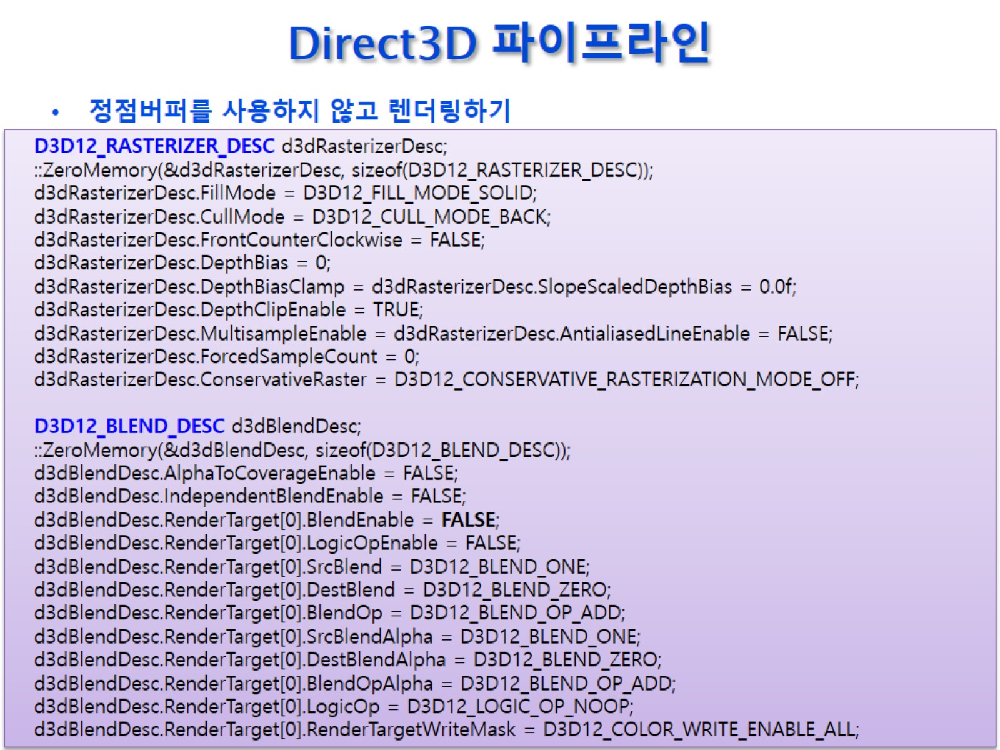 Direct3D 파이프라인
• 정점버퍼를 사용하지 않고 렌더링하기
D3D12_RASTERIZER_DESC d3dRasterizerDesc;
::ZeroMemory(&d3dRasterizerDesc, sizeof(D3D12_RASTERIZER_DESC));
d3dRasterizerDesc.FillMode = D3D12_FILL_MODE_SOLID;
d3dRasterizerDesc.CullMode = D3D12_CULL_MODE_BACK;
d3dRasterizerDesc.FrontCounterClockwise = FALSE;
d3dRasterizerDesc.DepthBias = 0;
d3dRasterizerDesc.DepthBiasClamp = d3dRasterizerDesc.SlopeScaledDepthBias = 0.0f;
d3dRasterizerDesc.DepthClipEnable = TRUE;
d3dRasterizerDesc.MultisampleEnable = d3dRasterizerDesc.AntialiasedLineEnable = FALSE;
d3dRasterizerDesc.ForcedSampleCount = 0;
d3dRasterizerDesc.ConservativeRaster = D3D12_CONSERVATIVE_RASTERIZATION_MODE_OFF;
D3D12_BLEND_DESC d3dBlendDesc;
::ZeroMemory(&d3dBlendDesc, sizeof(D3D12_BLEND_DESC));
d3dBlendDesc.AlphaToCoverageEnable = FALSE;
d3dBlendDesc.IndependentBlendEnable = FALSE;
d3dBlendDesc.RenderTarget[0].BlendEnable = FALSE;
d3dBlendDesc.RenderTarget[0].LogicOpEnable = FALSE;
d3dBlendDesc.RenderTarget[0].SrcBlend = D3D12_BLEND_ONE;
d3dBlendDesc.RenderTarget[0].DestBlend = D3D12_BLEND_ZERO;
d3dBlendDesc.RenderTarget[0].BlendOp = D3D12_BLEND_OP_ADD;
d3dBlendDesc.RenderTarget[0].SrcBlendAlpha = D3D12_BLEND_ONE;
d3dBlendDesc.RenderTarget[0].DestBlendAlpha = D3D12_BLEND_ZERO;
d3dBlendDesc.RenderTarget[0].BlendOpAlpha = D3D12_BLEND_OP_ADD;
d3dBlendDesc.RenderTarget[0].LogicOp = D3D12_LOGIC_OP_NOOP;
d3dBlendDesc.RenderTarget[0].RenderTargetWriteMask = D3D12_COLOR_WRITE_ENABLE_ALL;